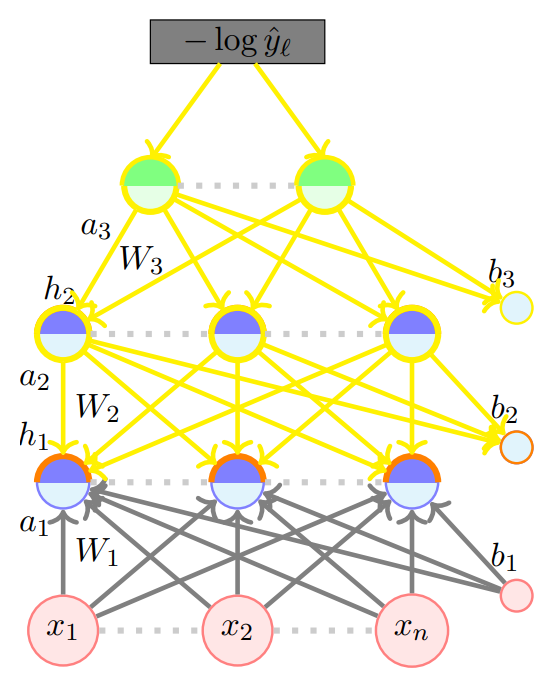 − log ŷ_ℓ
a_3
W_3
b_3
h_2
a_2
W_2
b_2
h_1
a_1
W_1
b_1
x_1 x_2 x_n